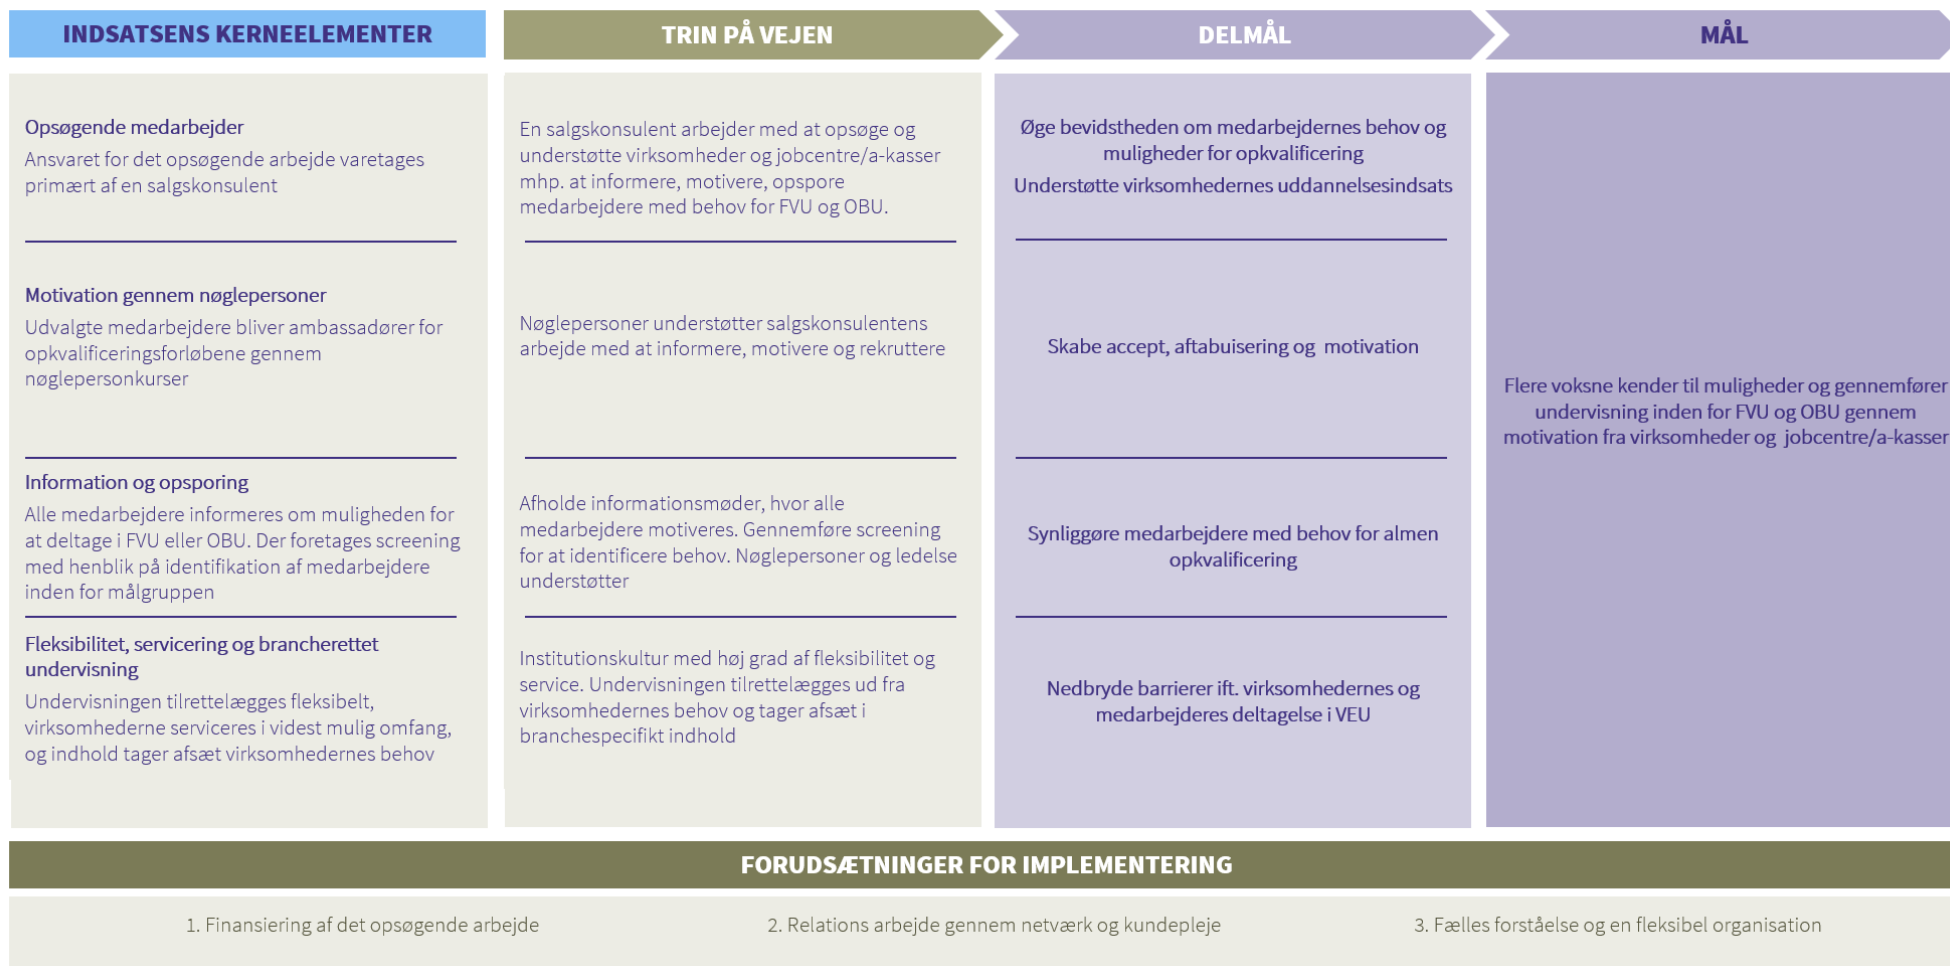 INDSATSENS KERNEELEMENTER
TRIN PÅ VEJEN
DELMÅL
MÅL
Opsøgende medarbejder
Ansvaret for det opsøgende arbejde varetages
primært af en salgskonsulent
En salgskonsulent arbejder med at opsøge og
understøtte virksomheder og jobcentre/a-kasser
mhp. at informere, motivere, opspore
medarbejdere med behov for FVU og OBU.
Øge bevidstheden om medarbejdernes behov og
muligheder for opkvalificering
Understøtte virksomhedernes uddannelsesindsats
Motivation gennem nøglepersoner
Udvalgte medarbejdere bliver ambassadører for
opkvalificeringsforløbene gennem
nøglepersonkurser
Nøglepersoner understøtter salgskonsulentens
arbejde med at informere, motivere og rekruttere
Skabe accept, aftabuisering og  motivation
Information og opsporing
Alle medarbejdere informeres om muligheden for
at deltage i FVU eller OBU. Der foretages screening
med henblik på identifikation af medarbejdere
inden for målgruppen
Afholde informationsmøder, hvor alle
medarbejdere motiveres. Gennemføre screening
for at identificere behov. Nøglepersoner og ledelse
understøtter
Synliggøre medarbejdere med behov for almen
opkvalificering
Fleksibilitet, servicering og brancherettet
undervisning
Undervisningen tilrettelægges fleksibelt,
virksomhederne serviceres i videst mulig omfang,
og indhold tager afsæt virksomhedernes behov
Institutionskultur med høj grad af fleksibilitet og
service. Undervisningen tilrettelægges ud fra
virksomhedernes behov og tager afsæt i
branchespecifikt indhold
Nedbryde barrierer ift. virksomhedernes og
medarbejderes deltagelse i VEU
Flere voksne kender til muligheder og gennemfører
undervisning inden for FVU og OBU gennem
motivation fra virksomheder og  jobcentre/a-kasser
FORUDSÆTNINGER FOR IMPLEMENTERING
1. Finansiering af det opsøgende arbejde
2. Relations arbejde gennem netværk og kundepleje
3. Fælles forståelse og en fleksibel organisation